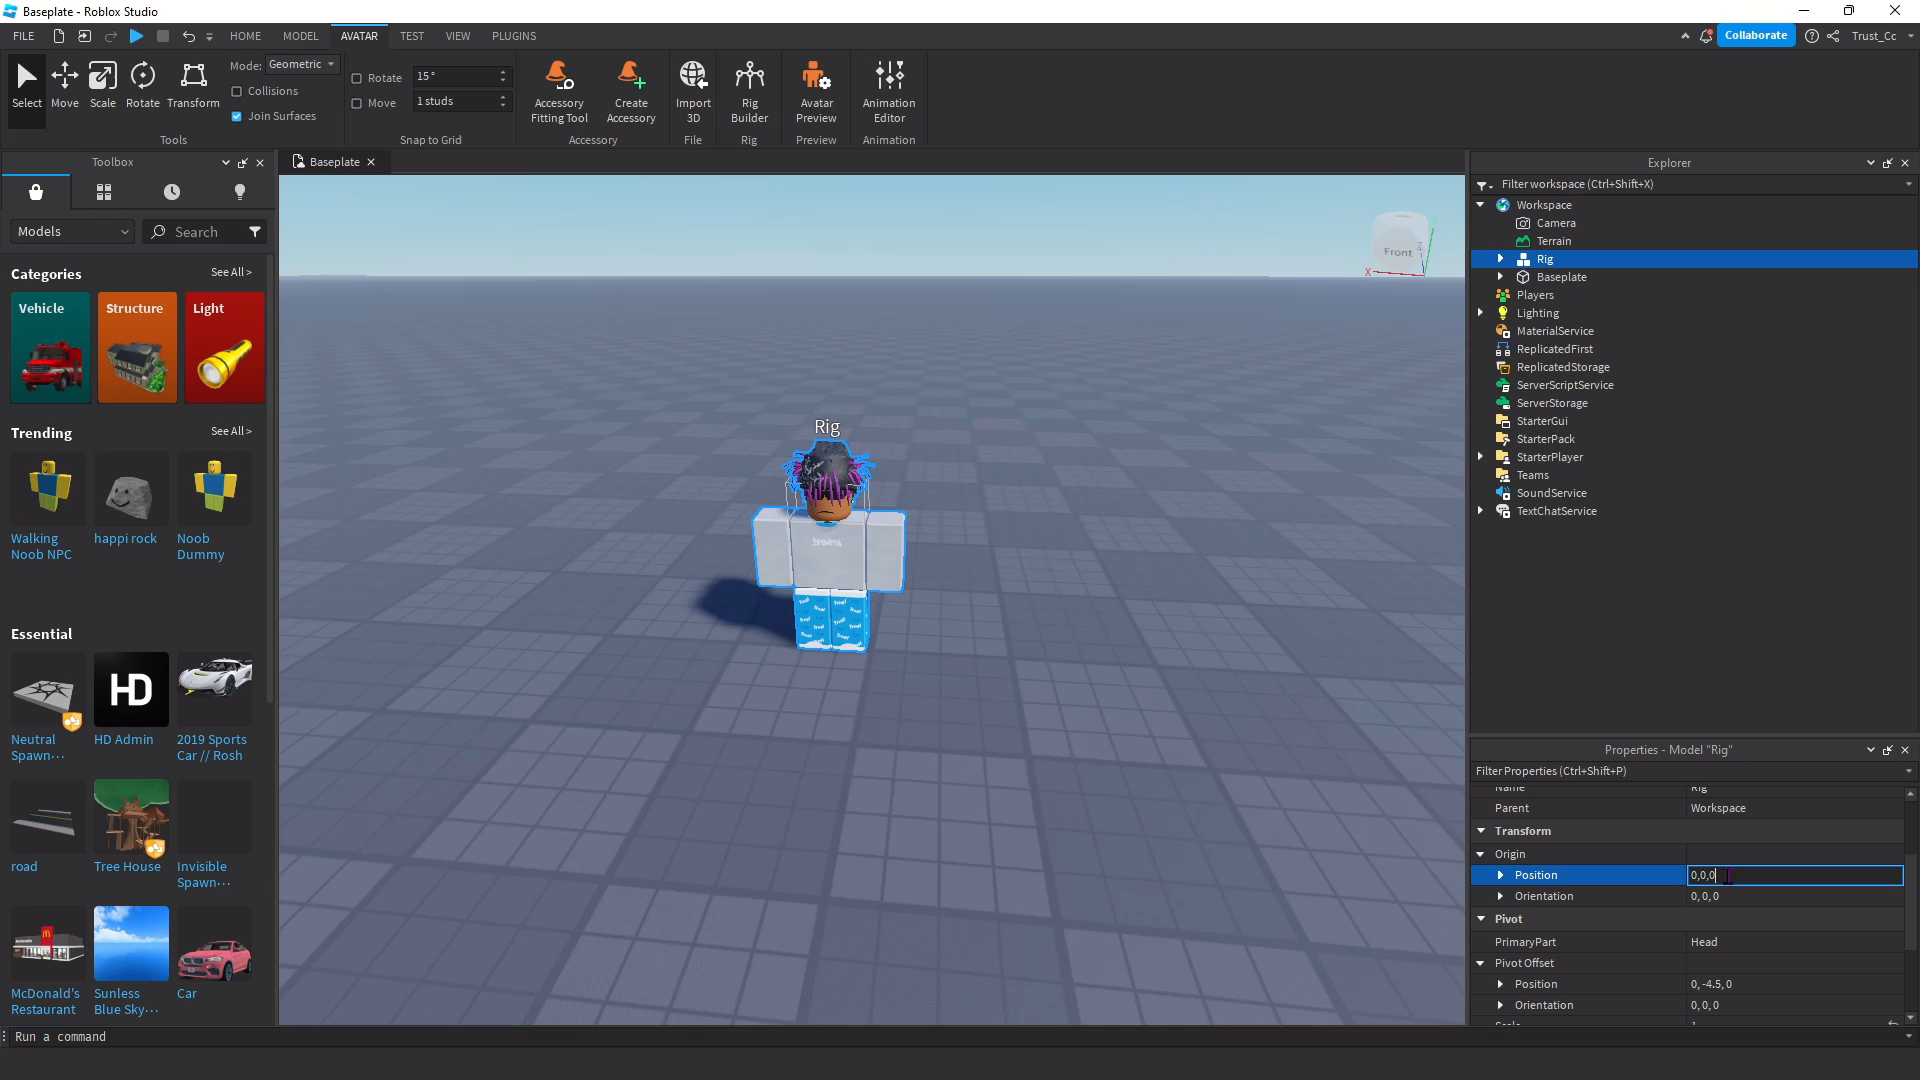 Baseplate - Roblox Studio
FILE HOME MODEL AVATAR TEST VIEW PLUGINS Collaborate Trust_Cc
Select Move Scale Rotate Transform
Mode: Geometric
Collisions
Join Surfaces
Tools
Rotate 15°
Move 1 studs
Snap to Grid
Accessory Fitting Tool
Create Accessory
Accessory
Import 3D
File
Rig Builder
Rig
Avatar Preview
Preview
Animation Editor
Animation
Toolbox
Models Search
Categories See All >
Vehicle Structure Light
Trending See All >
Walking Noob NPC
happi rock
Noob Dummy
Essential
Neutral Spawn...
HD
HD Admin
2019 Sports Car // Rosh
road
Tree House
Invisible Spawn...
McDonald's Restaurant
Sunless Blue Sky...
Car
Baseplate
Front
X
Rig
Explorer
Filter workspace (Ctrl+Shift+X)
Workspace
Camera
Terrain
Rig
Baseplate
Players
Lighting
MaterialService
ReplicatedFirst
ReplicatedStorage
ServerScriptService
ServerStorage
StarterGui
StarterPack
StarterPlayer
Teams
SoundService
TextChatService
Properties - Model "Rig"
Filter Properties (Ctrl+Shift+P)
Name Rig
Parent Workspace
Transform
Origin
Position 0,0,0
Orientation 0, 0, 0
Pivot
PrimaryPart Head
Pivot Offset
Position 0, -4.5, 0
Orientation 0, 0, 0
Scale 1
Run a command